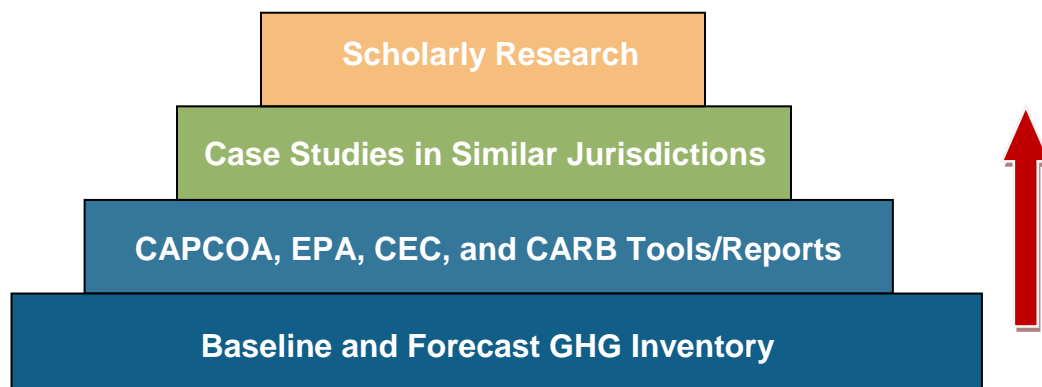 Scholarly Research
Case Studies in Similar Jurisdictions
CAPCOA, EPA, CEC, and CARB Tools/Reports
Baseline and Forecast GHG Inventory